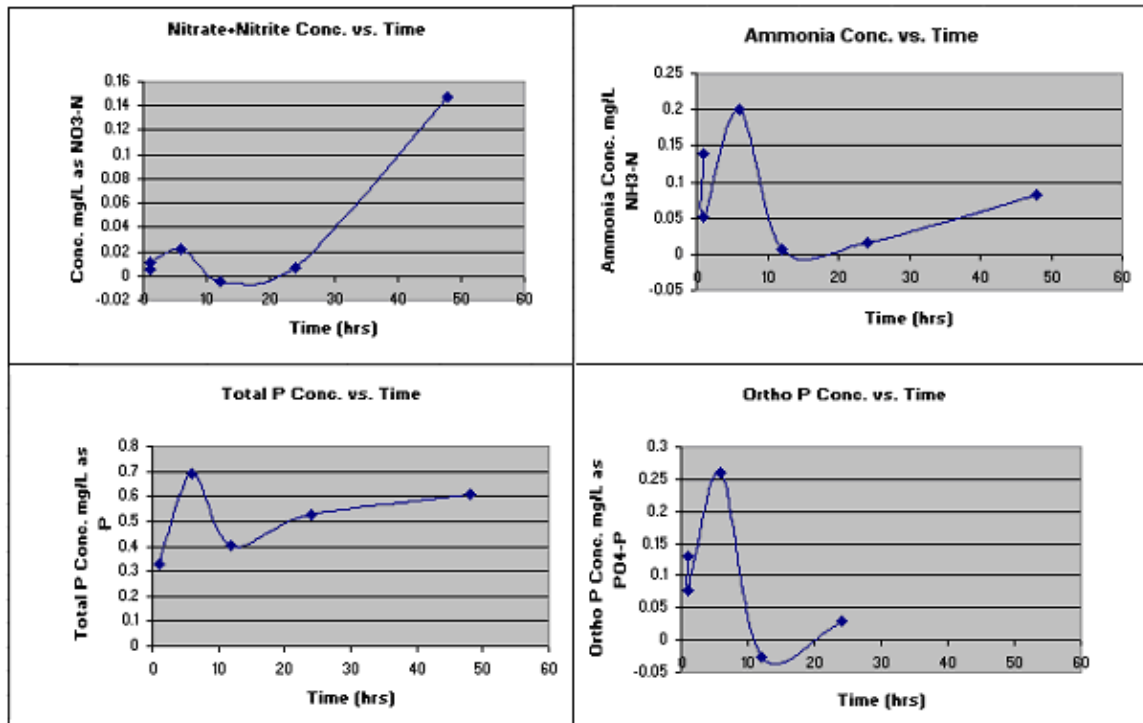 Nitrate+Nitrite Conc. vs. Time
Conc. mg/L as NO3-N
0.16
0.14
0.12
0.1
0.08
0.06
0.04
0.02
0
-0.02
0 10 20 30 40 50 60
Time (hrs)
Ammonia Conc. vs. Time
Ammonia Conc. mg/L
NH3-N
0.25
0.2
0.15
0.1
0.05
0
-0.05
0 10 20 30 40 50 60
Time (hrs)
Total P Conc. vs. Time
Total P Conc. mg/L as
P
0.8
0.7
0.6
0.5
0.4
0.3
0.2
0.1
0
0 10 20 30 40 50 60
Time (hrs)
Ortho P Conc. vs. Time
Ortho P Conc. mg/L as
PO4-P
0.3
0.25
0.2
0.15
0.1
0.05
0
-0.05
0 10 20 30 40 50 60
Time (hrs)